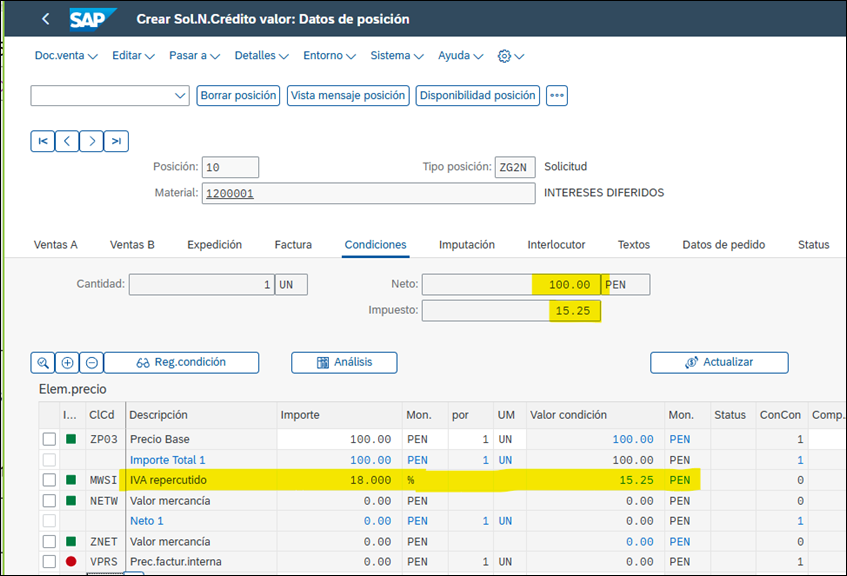 SAP Crear Sol.N.Crédito valor: Datos de posición
Doc.venta Editar Pasar a Detalles Entorno Sistema Ayuda
Borrar posición Vista mensaje posición Disponibilidad posición
Posición: 10 Tipo posición: ZG2N Solicitud
Material: 1200001 INTERESES DIFERIDOS
Ventas A Ventas B Expedición Factura Condiciones Imputación Interlocutor Textos Datos de pedido Status
Cantidad: 1 UN Neto: 100.00 PEN
Impuesto: 15.25
Reg.condición Análisis Actualizar
Elem.precio
I... ClCd Descripción Importe Mon. por UM Valor condición Mon. Status ConCon Comp.
ZP03 Precio Base 100.00 PEN 1 UN 100.00 PEN 1
Importe Total 1 100.00 PEN 1 UN 100.00 PEN 1
MWSI IVA repercutido 18.000 % 15.25 PEN 0
NETW Valor mercancía 0.00 PEN 0.00 PEN 0
Neto 1 0.00 PEN 1 UN 0.00 PEN 1
ZNET Valor mercancía 0.00 PEN 0.00 PEN 0
VPRS Prec.factur.interna 0.00 PEN 1 UN 0.00 PEN 1